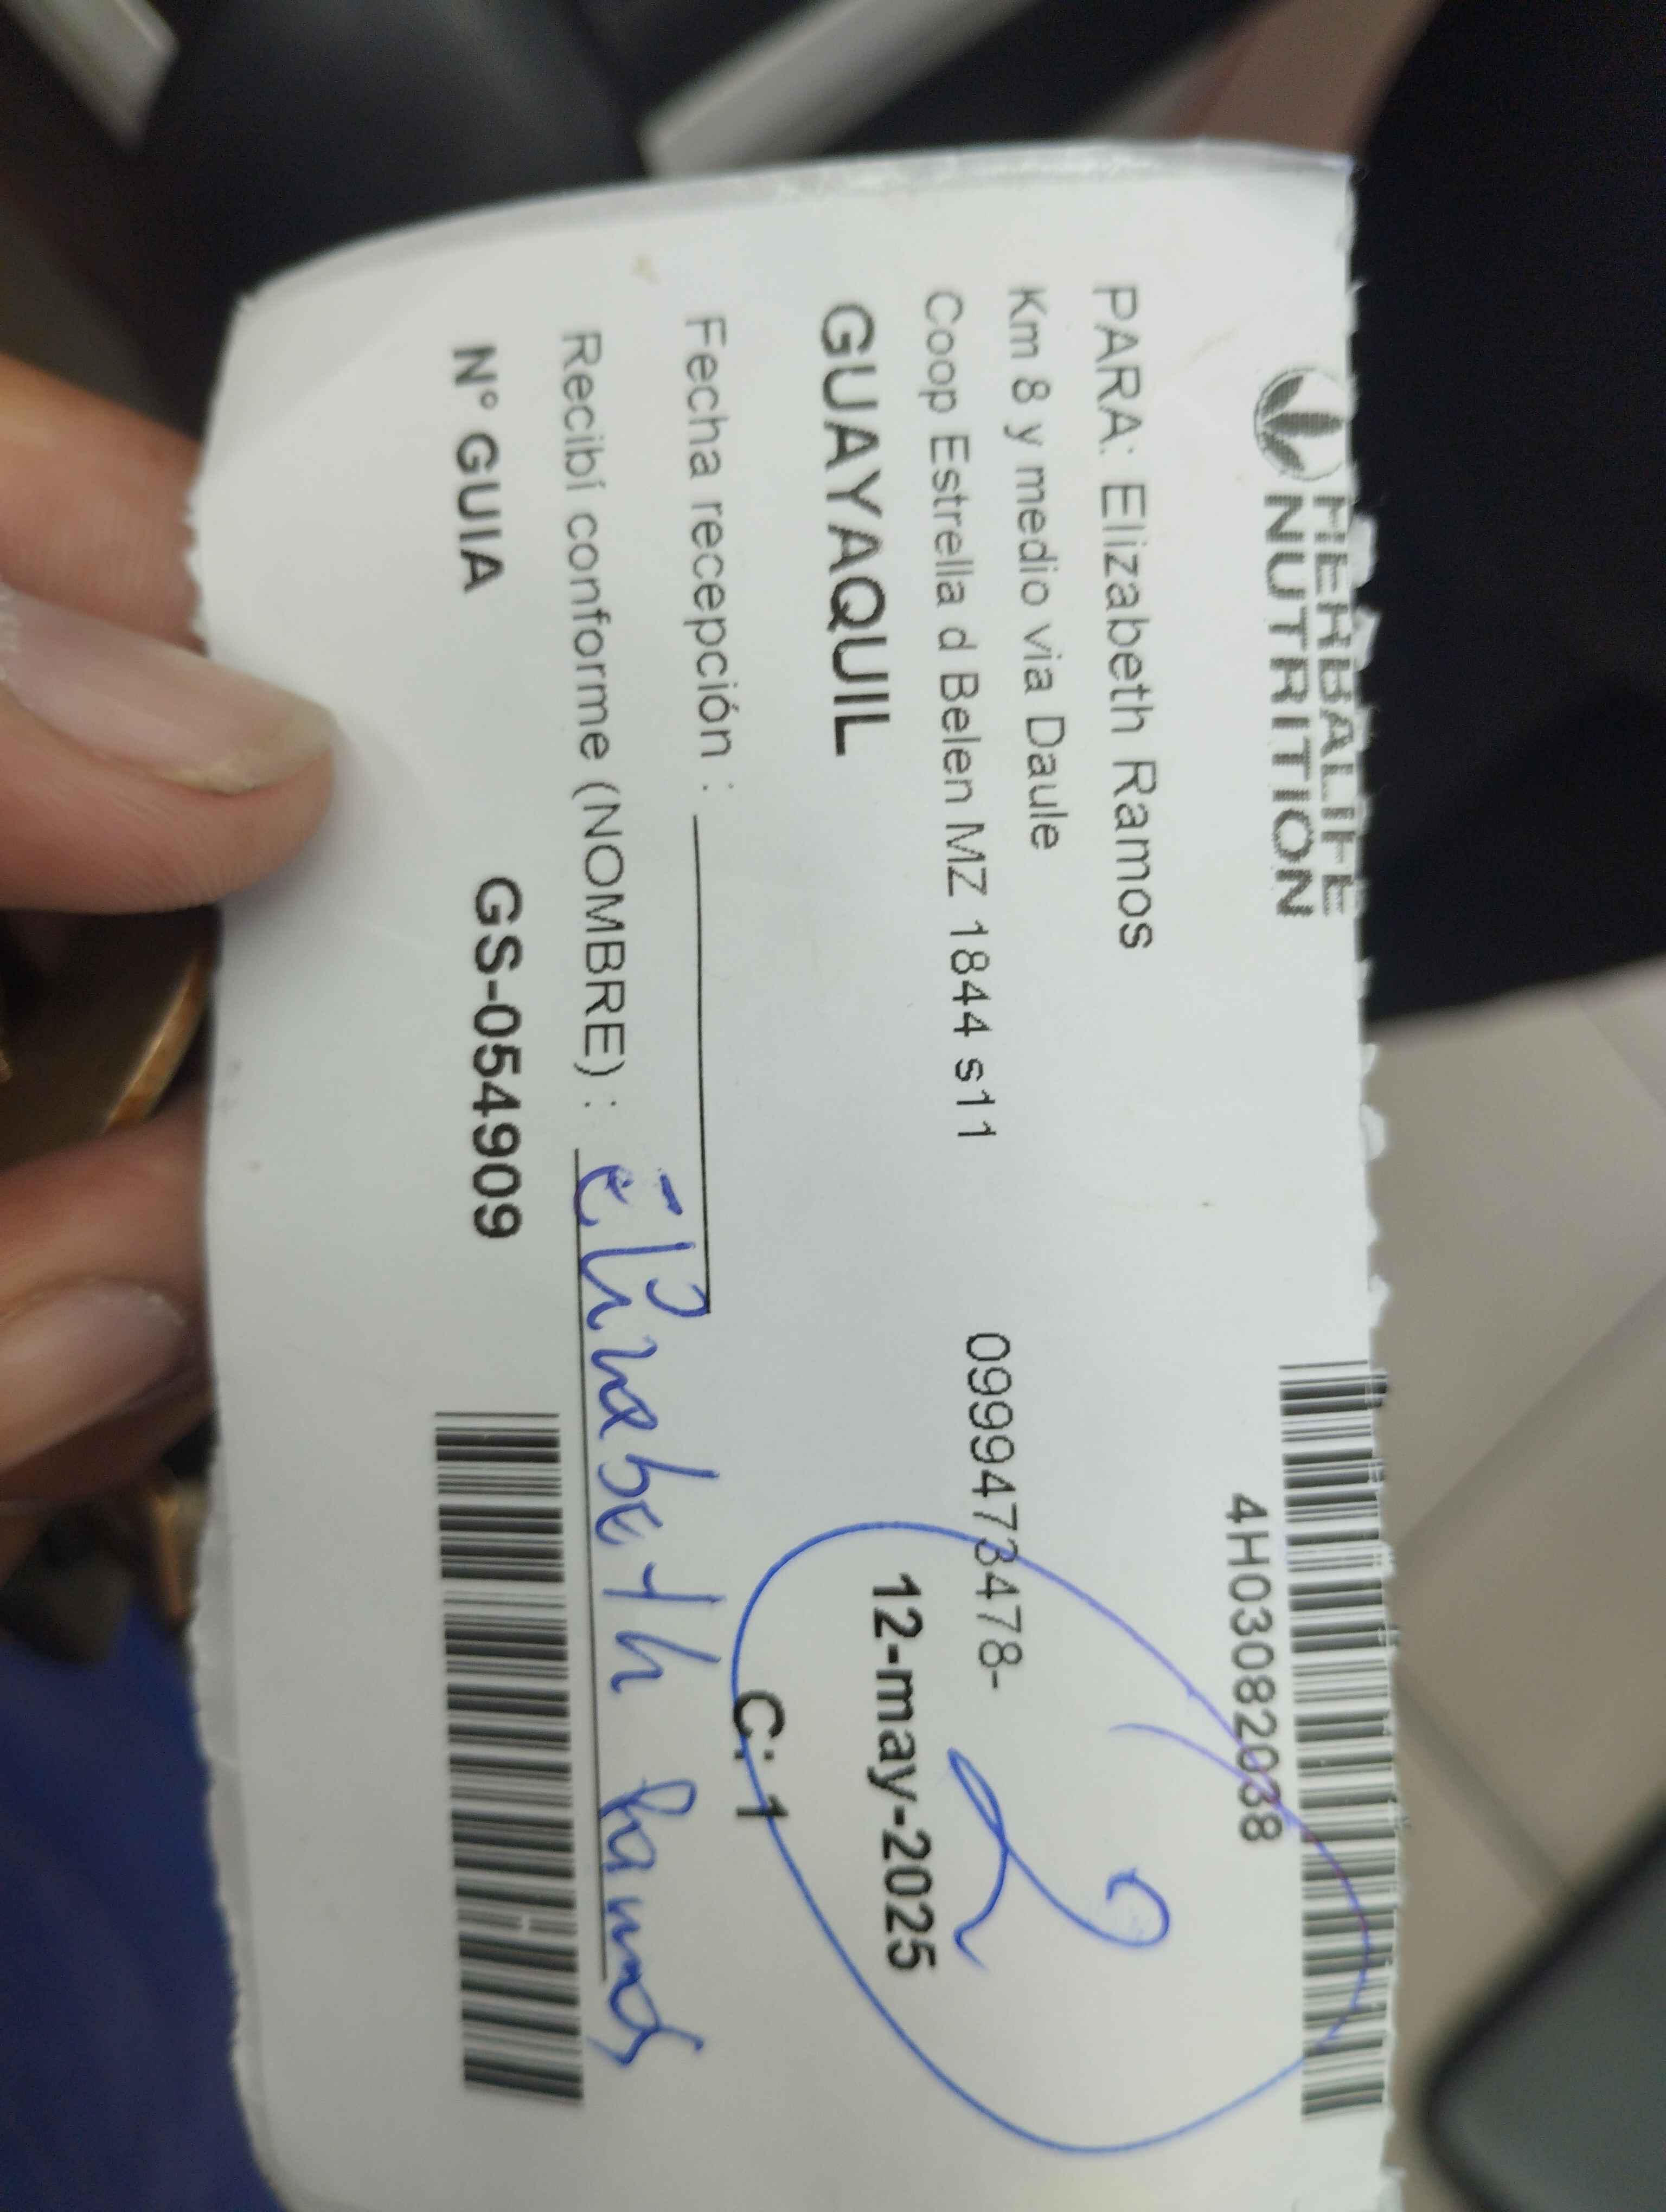 HERBALIFE
NUTRITION
4H03082038
PARA: Elizabeth Ramos
Km 8 y medio via Daule
Coop Estrella d Belen MZ 1844 s11 0999473478-
GUAYAQUIL 12-may-2025
Fecha recepción :
C: 1
Recibí conforme (NOMBRE) : Elizabeth Ramos
N° GUIA GS-054909